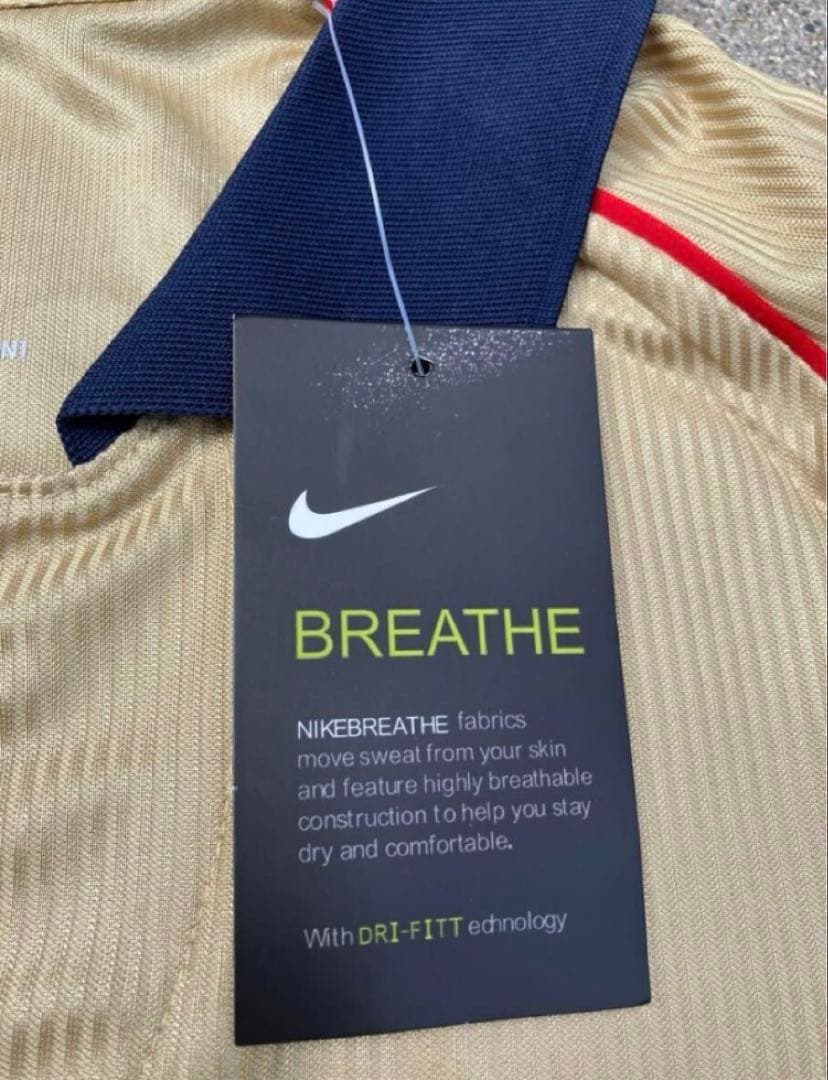 NI
BREATHE
NIKEBREATHE fabrics
move sweat from your skin
and feature highly breathable
construction to help you stay
dry and comfortable.
With DRI-FITT echnology